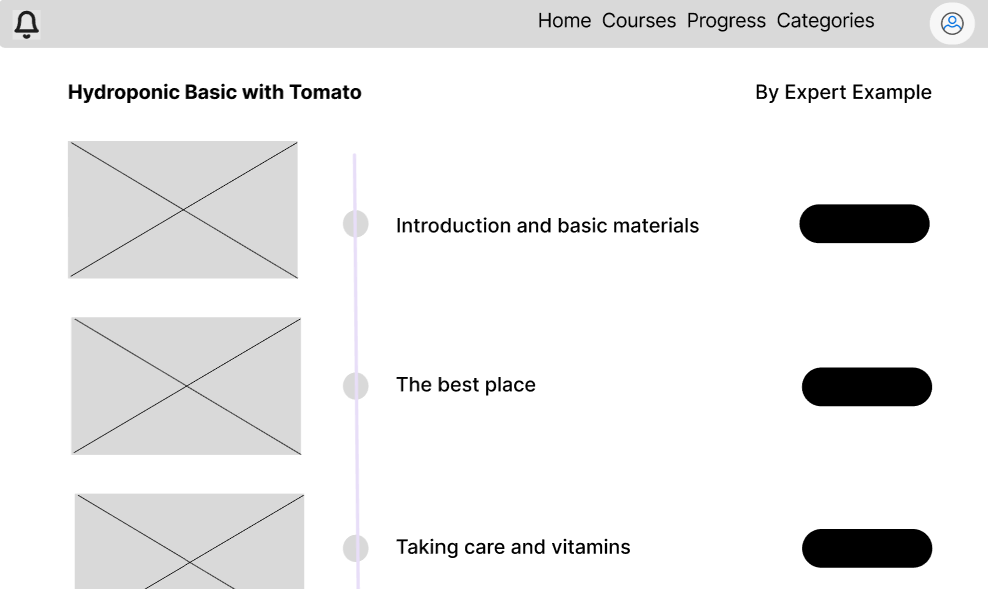 Home Courses Progress Categories
Hydroponic Basic with Tomato
By Expert Example
Introduction and basic materials
The best place
Taking care and vitamins